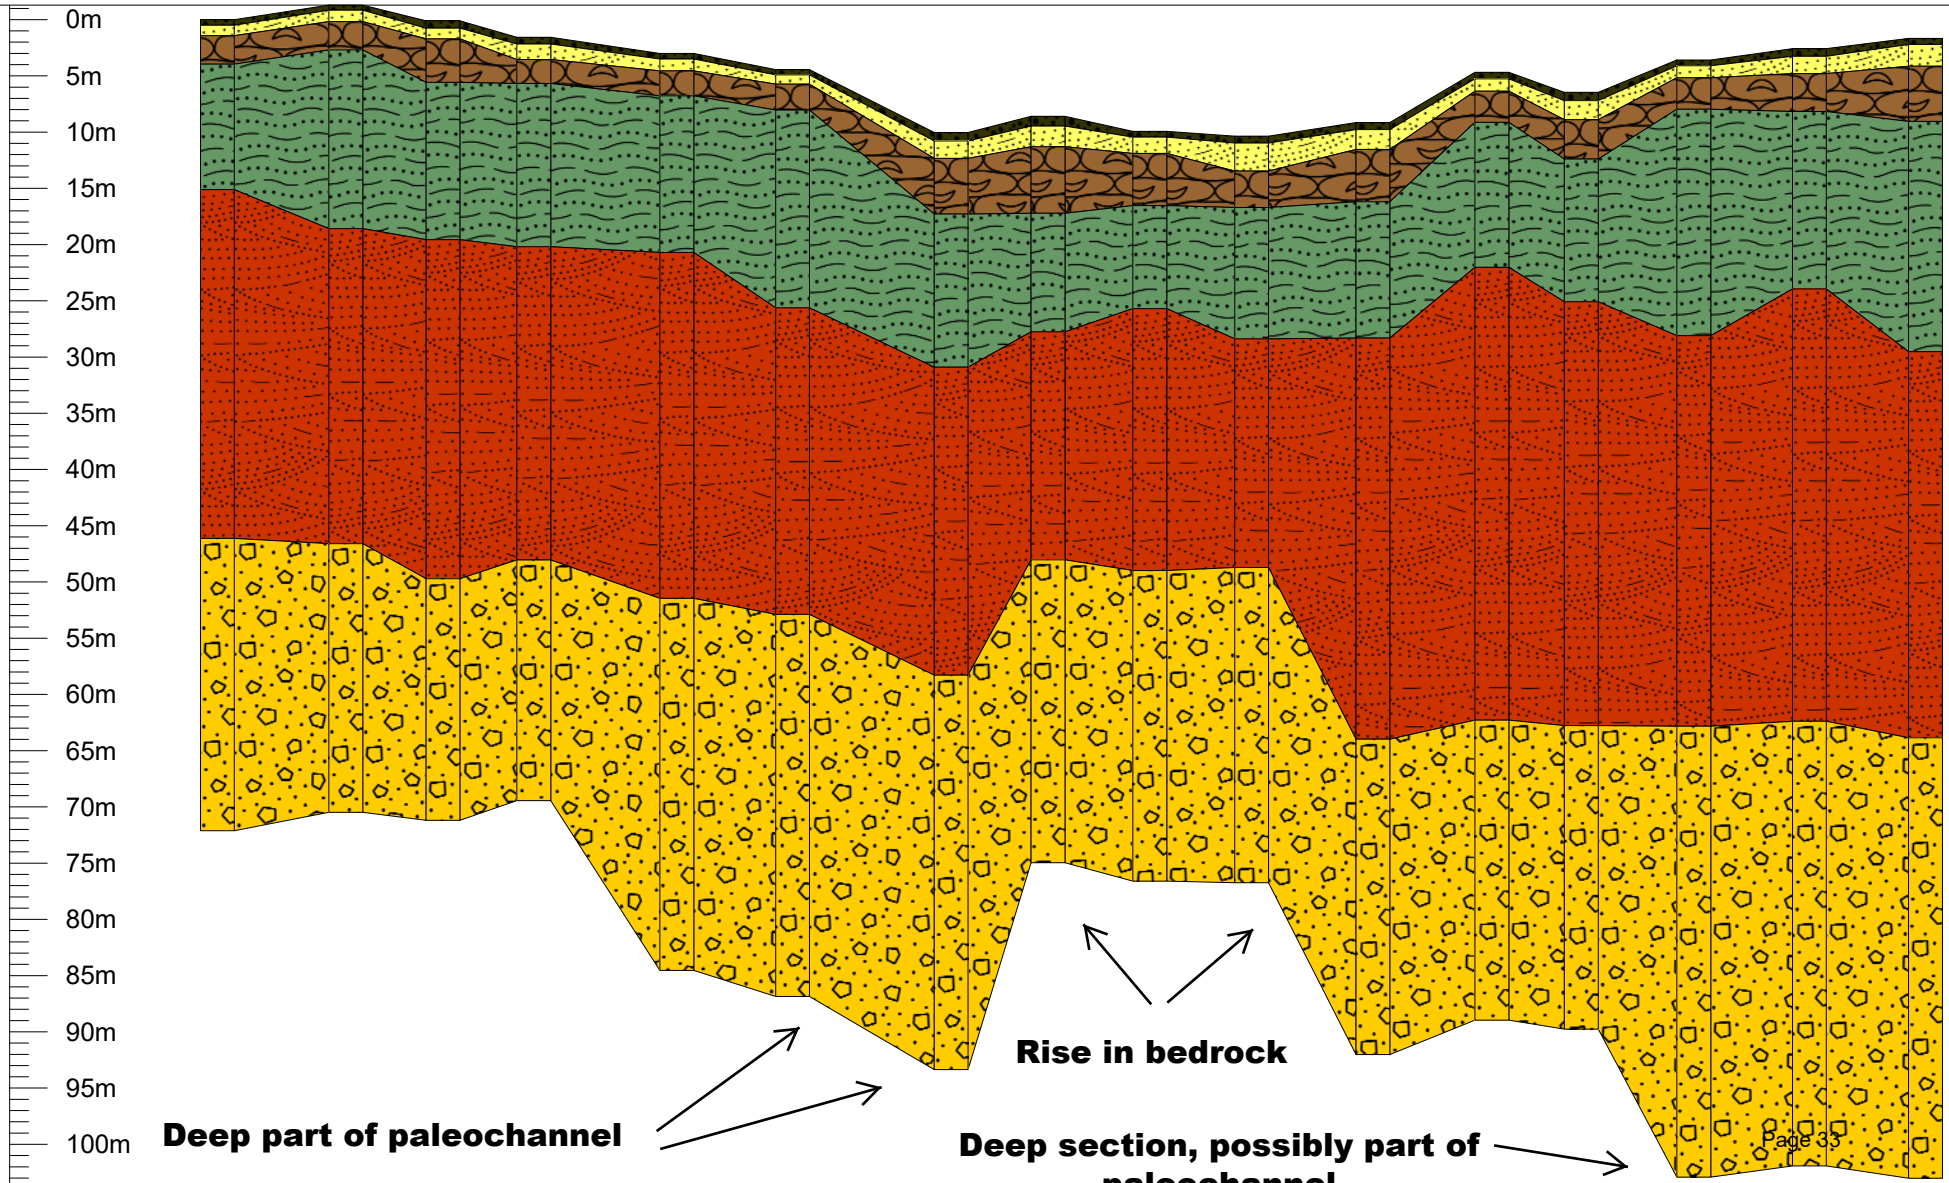 0m
5m
10m
15m
20m
25m
30m
35m
40m
45m
50m
55m
60m
65m
70m
75m
80m
85m
90m
95m
100m
Rise in bedrock
Deep part of paleochannel
Deep section, possibly part of
paleochannel
Page 33